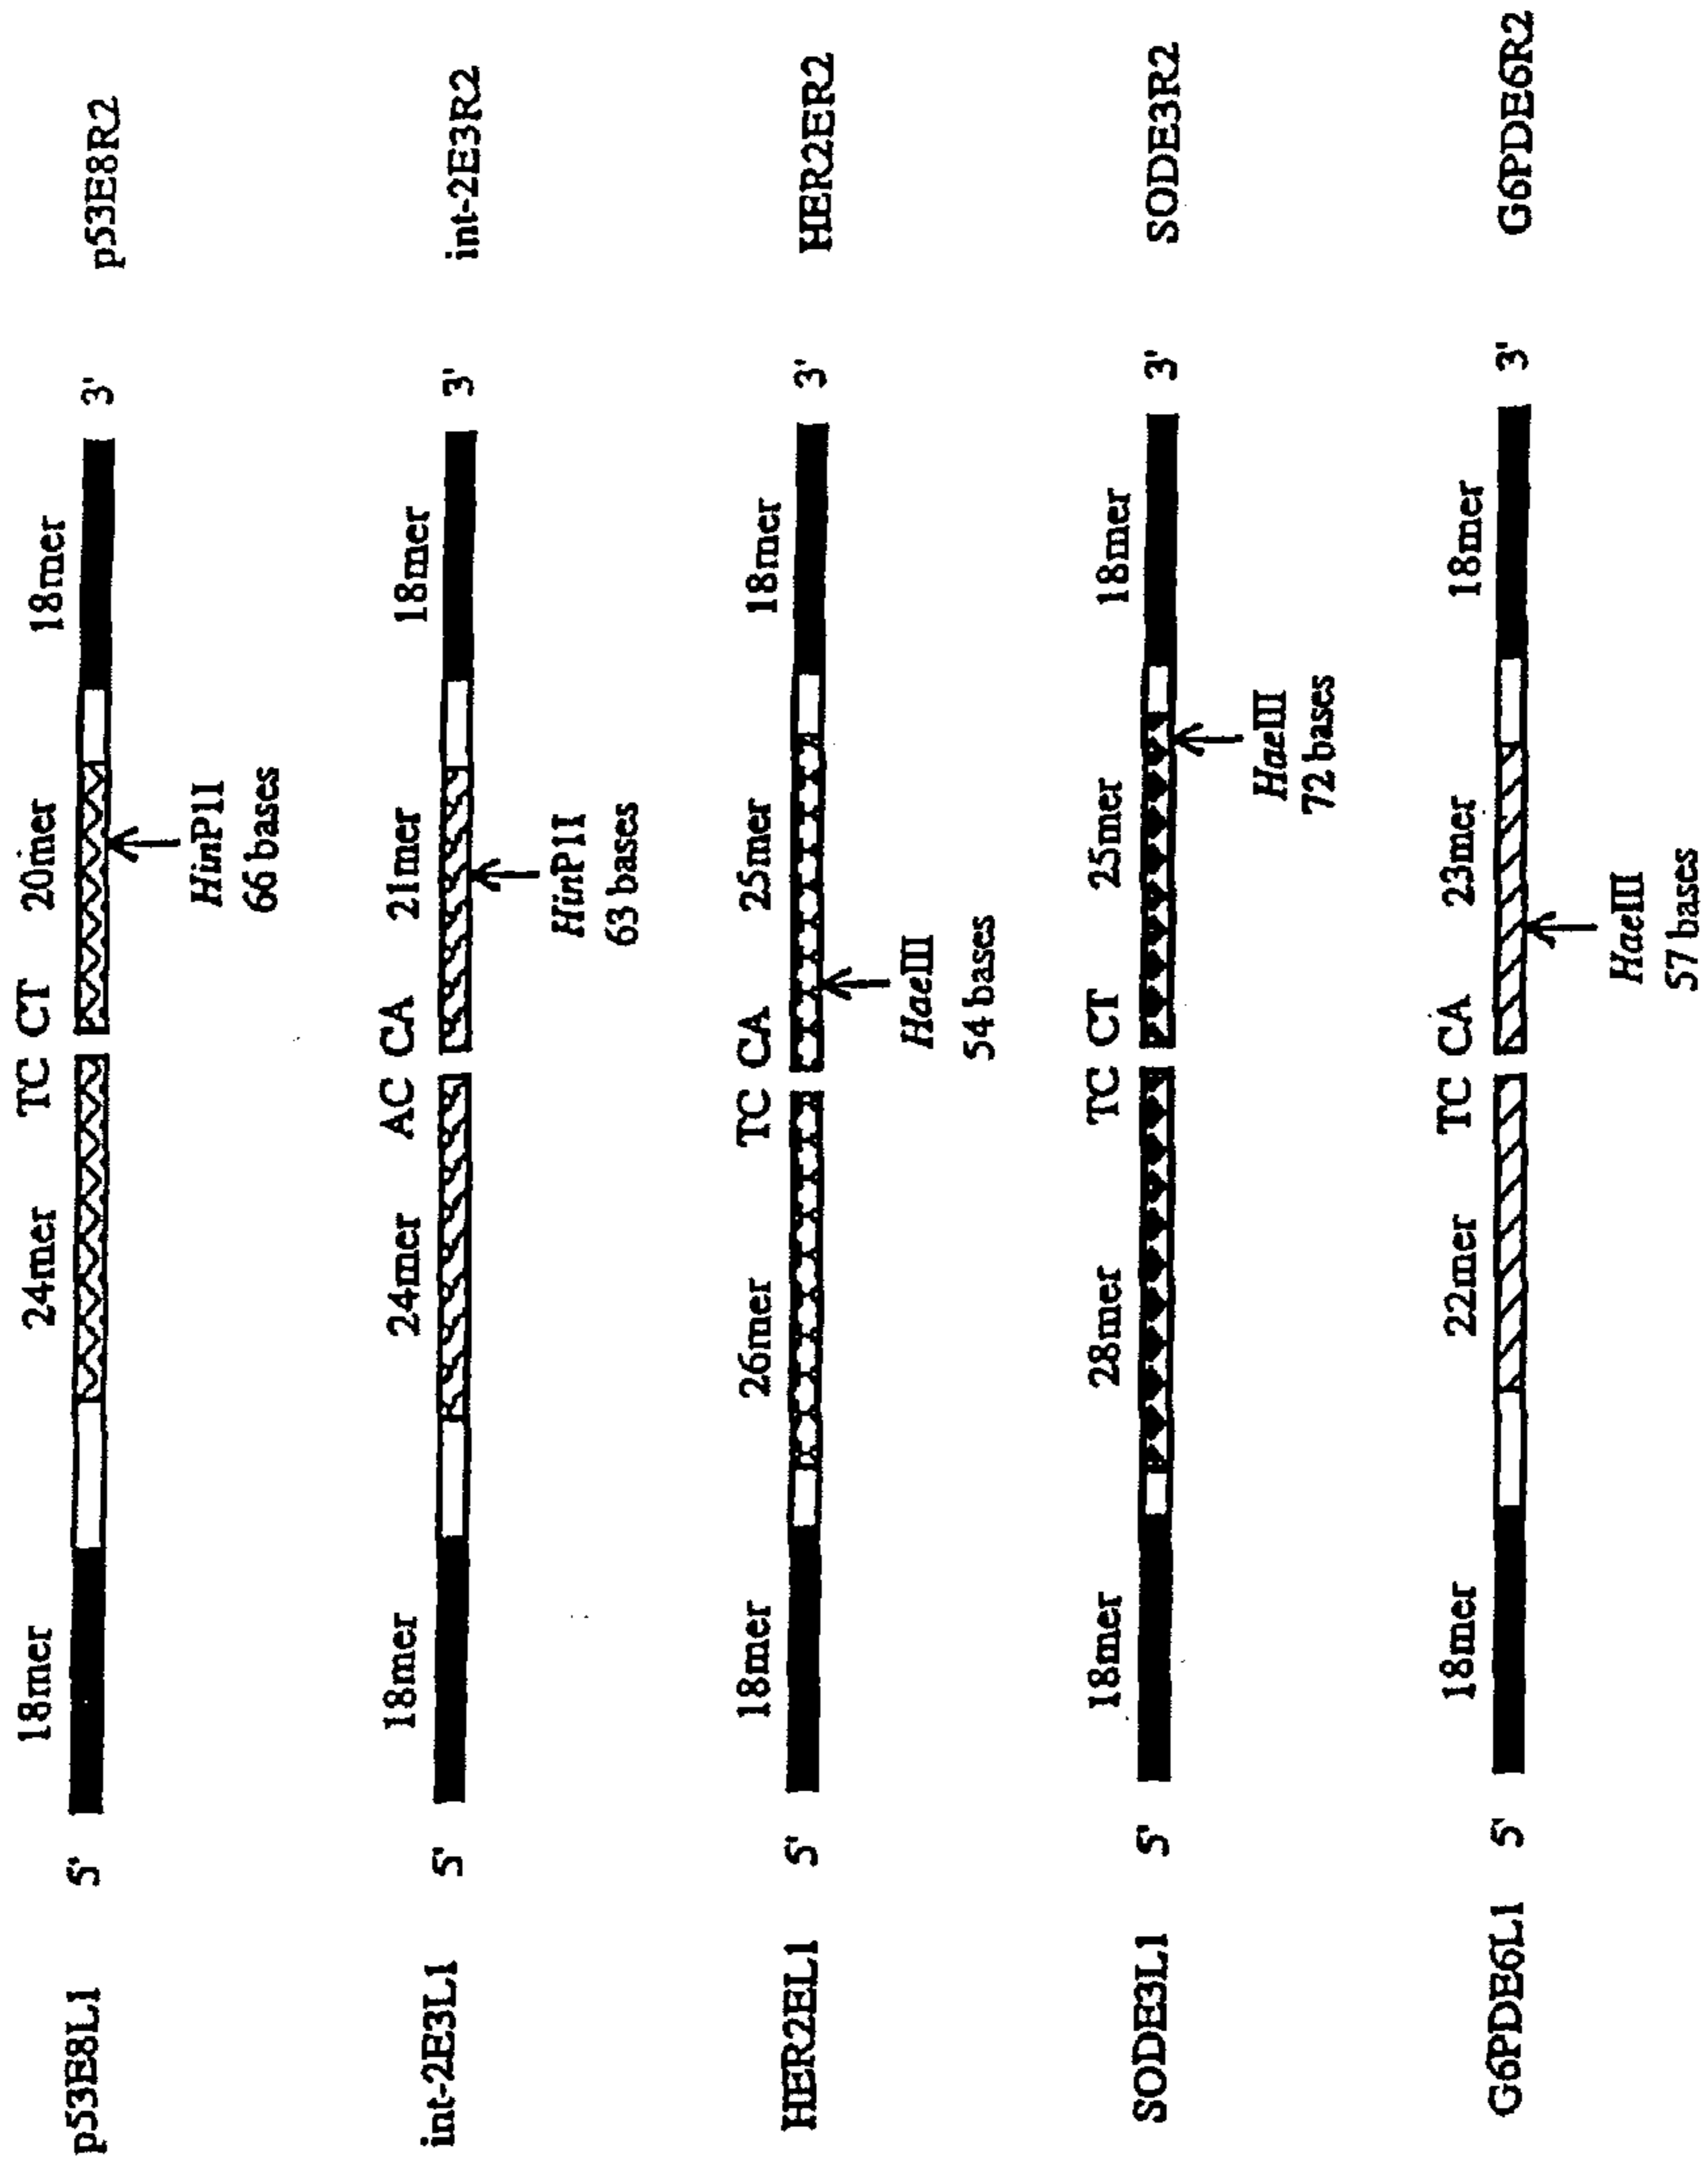 18mer 24mer TC CT 20mer 18mer
p53E8L1 5' 3' p53E8R2
HinP1I
66 bases
18mer 24mer AC CA 21mer 18mer
int-2E3L1 5' 3' int-2E3R2
HinP1I
63 bases
18mer 26mer TC CA 25mer 18mer
HER2EL1 5' 3' HER2ER2
HaeIII
54 bases
18mer 28mer TC CT 25mer 18mer
SODE3L1 5' 3' SODE3R2
HaeIII
72 bases
18mer 22mer TC CA 23mer 18mer
G6PDE6L1 5' 3' G6PDE6R2
HaeIII
57 bases